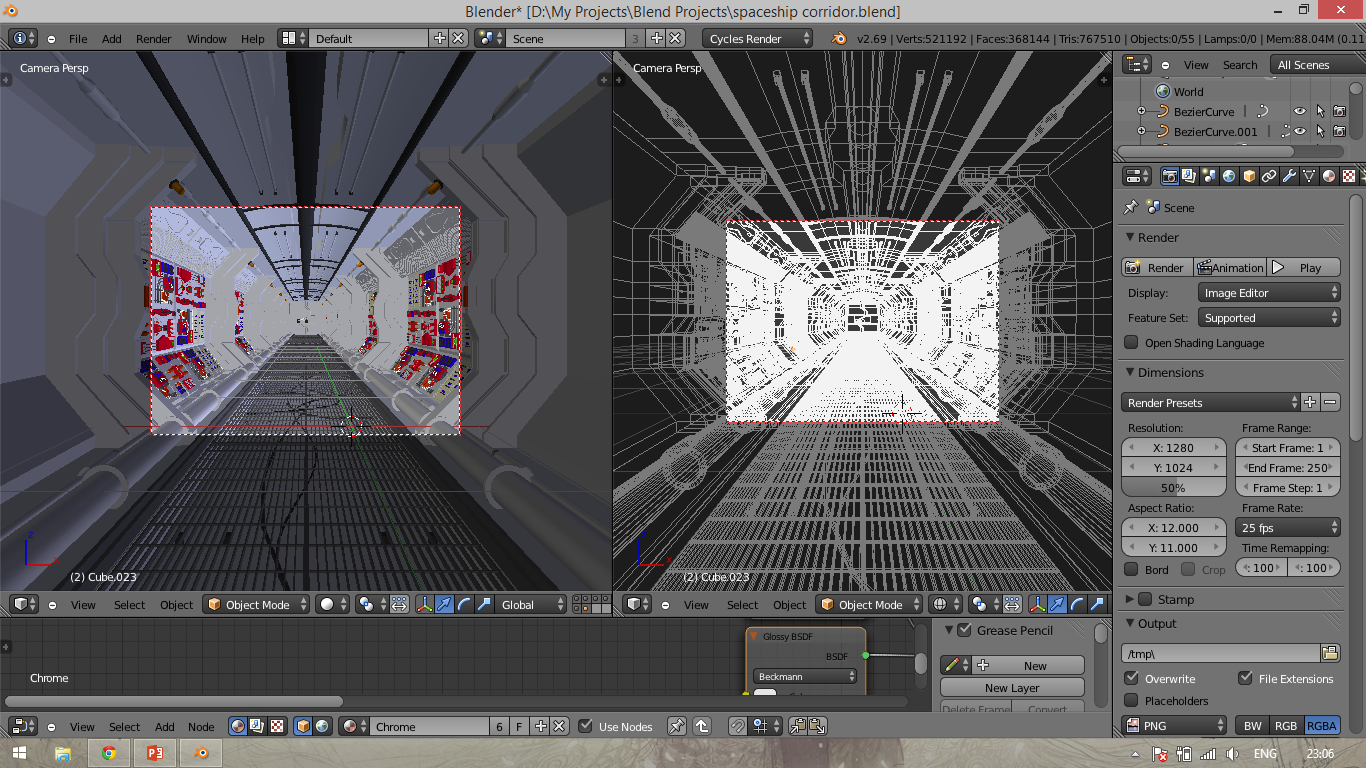 Blender* [D:\My Projects\Blend Projects\spaceship corridor.blend]
File Add Render Window Help Default Scene 3 Cycles Render v2.69 | Verts:521192 | Faces:368144 | Tris:767510 | Objects:0/55 | Lamps:0/0 | Mem:88.04M (0.11
Camera Persp
Camera Persp
(2) Cube.023
(2) Cube.023
View Select Object Object Mode Global
View Select Object Object Mode
View Search All Scenes
World
BezierCurve
BezierCurve.001
Scene
Render
Render Animation Play
Display: Image Editor
Feature Set: Supported
Open Shading Language
Dimensions
Render Presets
Resolution: Frame Range:
X: 1280 Start Frame: 1
Y: 1024 End Frame: 250
50% Frame Step: 1
Aspect Ratio: Frame Rate:
X: 12.000 25 fps
Y: 11.000 Time Remapping:
Bord Crop : 100 : 100
Stamp
Output
/tmp\
Overwrite File Extensions
Placeholders
PNG BW RGB RGBA
Glossy BSDF
BSDF
Beckmann
Chrome
Grease Pencil
New
New Layer
Delete Frame Convert
View Select Add Node Chrome 6 F Use Nodes
ENG 23:06